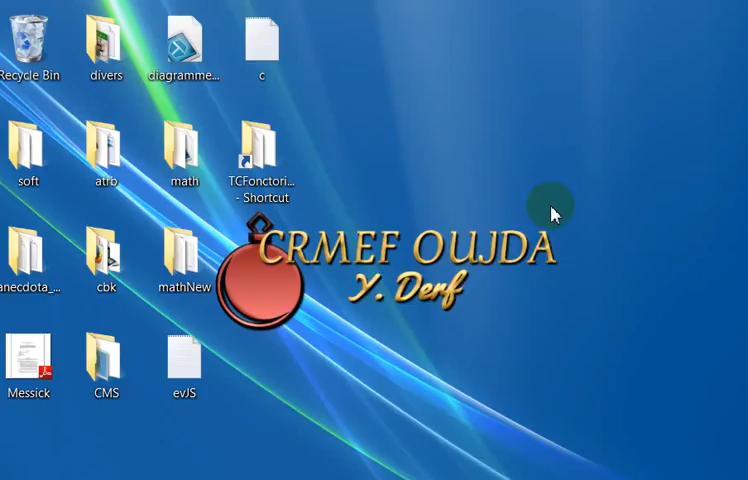 Recycle Bin
divers
diagramme...
c
soft
atrb
math
TCFonctori...
- Shortcut
CRMEF OUJDA
Y. Derf
anecdota_...
cbk
mathNew
Messick
CMS
evJS